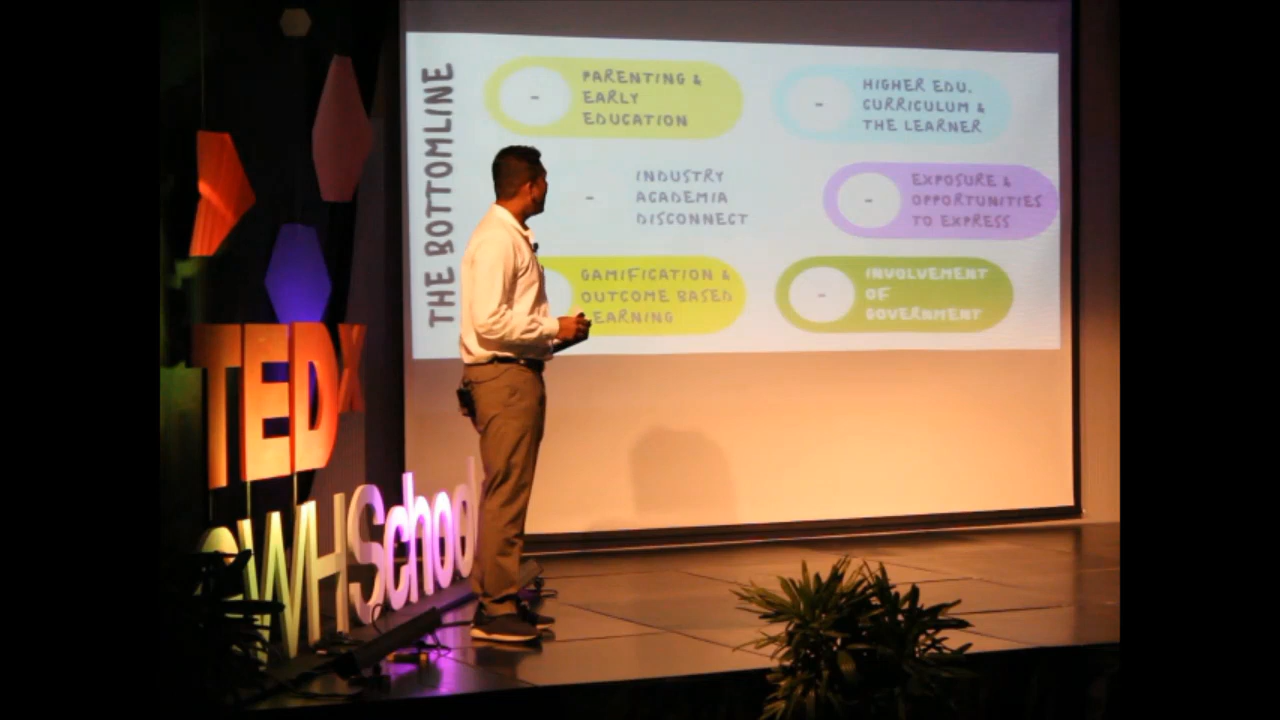 THE BOTTOMLINE
PARENTING &
EARLY
EDUCATION
HIGHER EDU.
CURRICULUM &
THE LEARNER
INDUSTRY
ACADEMIA
DISCONNECT
EXPOSURE &
OPPORTUNITIES
TO EXPRESS
GAMIFICATION &
OUTCOME BASED
LEARNING
INVOLVEMENT
OF
GOVERNMENT
TEDx
WHSchool